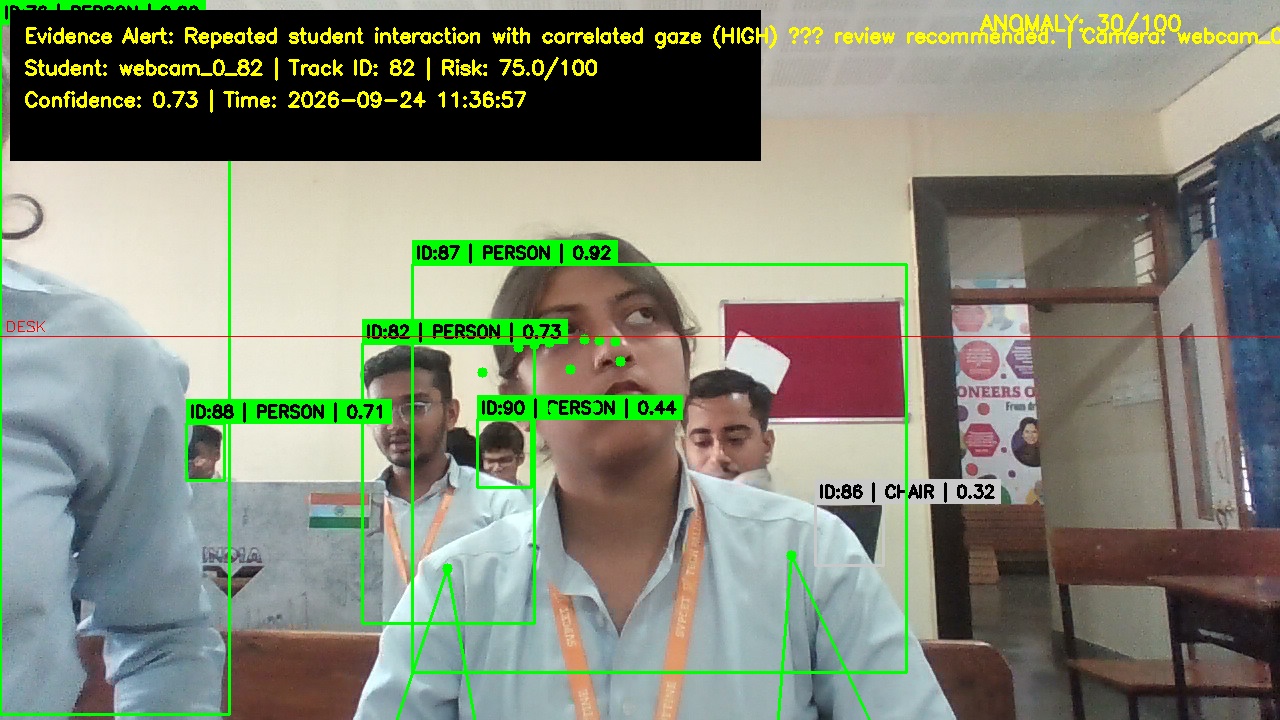 ANOMALY: 30/100
Evidence Alert: Repeated student interaction with correlated gaze (HIGH) ??? review recommended. | Camera: webcam_0
Student: webcam_0_82 | Track ID: 82 | Risk: 75.0/100
Confidence: 0.73 | Time: 2026-09-24 11:36:57
ID:87 | PERSON | 0.92
DESK
ID:82 | PERSON | 0.73
ID:88 | PERSON | 0.71
ID:90 | PERSON | 0.44
ID:86 | CHAIR | 0.32
ONEERS O
From
INDIA